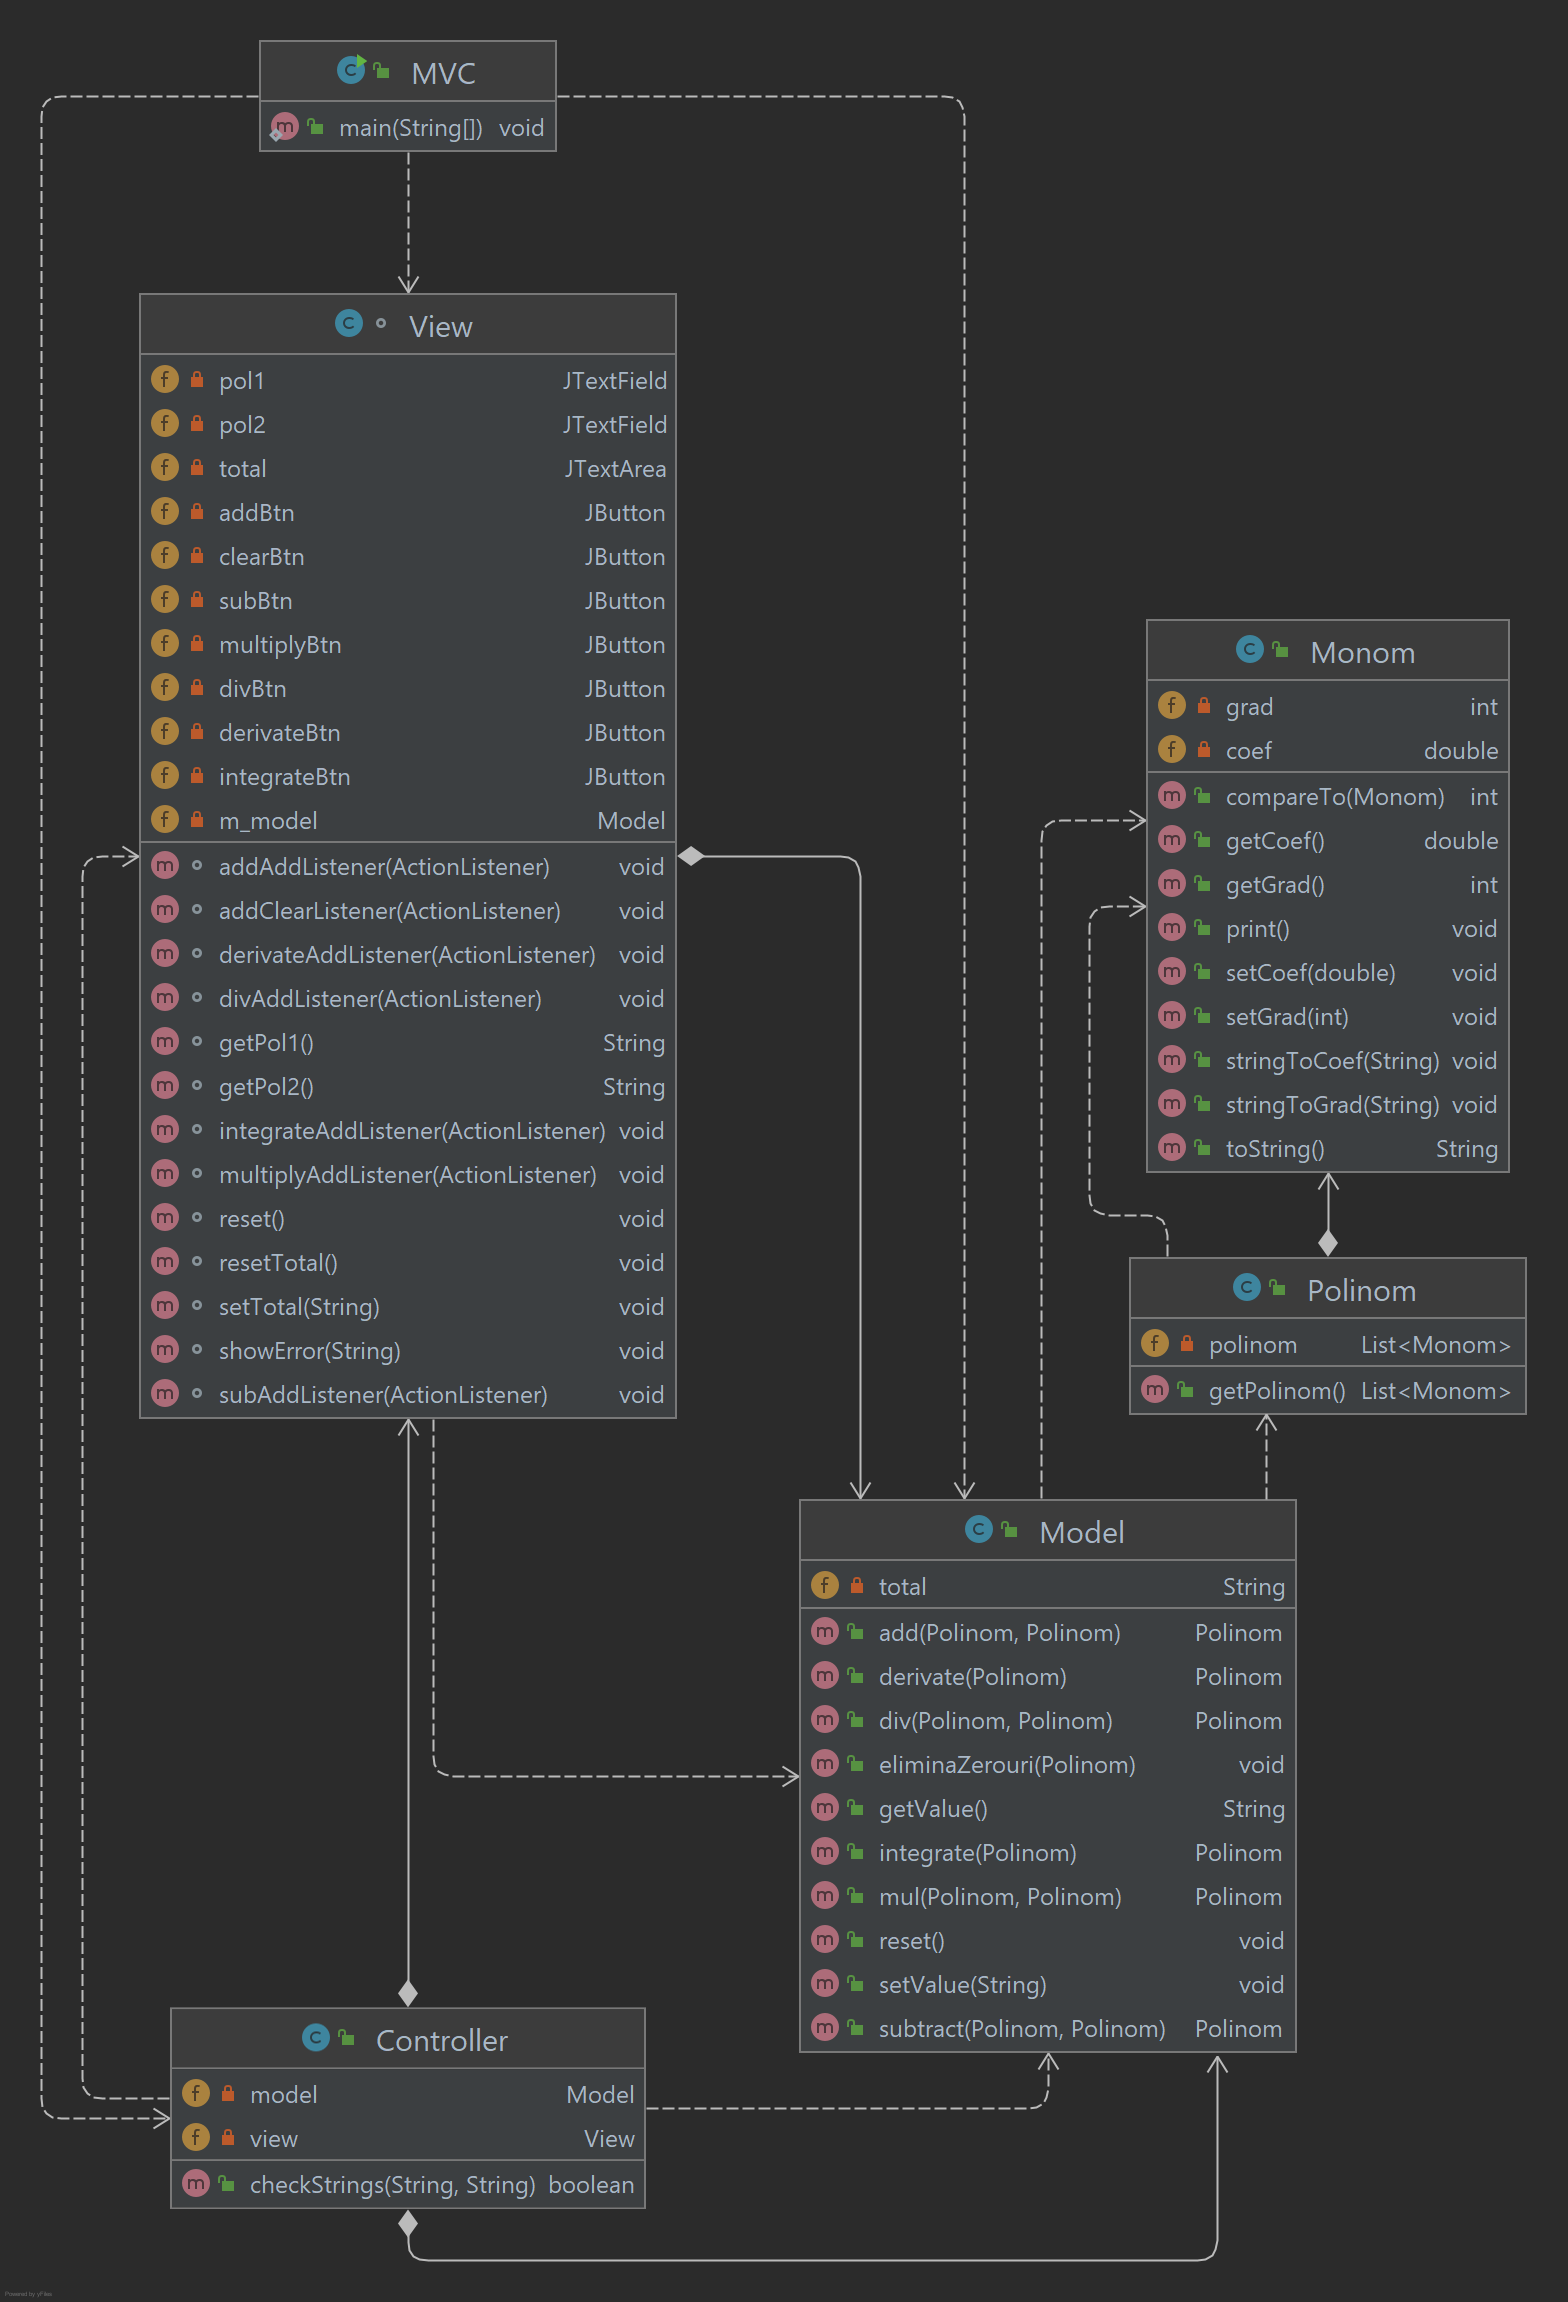 MVC
main(String[]) void
View
pol1 JTextField
pol2 JTextField
total JTextArea
addBtn JButton
clearBtn JButton
subBtn JButton
multiplyBtn JButton
divBtn JButton
derivateBtn JButton
integrateBtn JButton
m_model Model
addAddListener(ActionListener) void
addClearListener(ActionListener) void
derivateAddListener(ActionListener) void
divAddListener(ActionListener) void
getPol1() String
getPol2() String
integrateAddListener(ActionListener) void
multiplyAddListener(ActionListener) void
reset() void
resetTotal() void
setTotal(String) void
showError(String) void
subAddListener(ActionListener) void
Monom
grad int
coef double
compareTo(Monom) int
getCoef() double
getGrad() int
print() void
setCoef(double) void
setGrad(int) void
stringToCoef(String) void
stringToGrad(String) void
toString() String
Polinom
polinom List<Monom>
getPolinom() List<Monom>
Model
total String
add(Polinom, Polinom) Polinom
derivate(Polinom) Polinom
div(Polinom, Polinom) Polinom
eliminaZerouri(Polinom) void
getValue() String
integrate(Polinom) Polinom
mul(Polinom, Polinom) Polinom
reset() void
setValue(String) void
subtract(Polinom, Polinom) Polinom
Controller
model Model
view View
checkStrings(String, String) boolean
Powered by yFiles